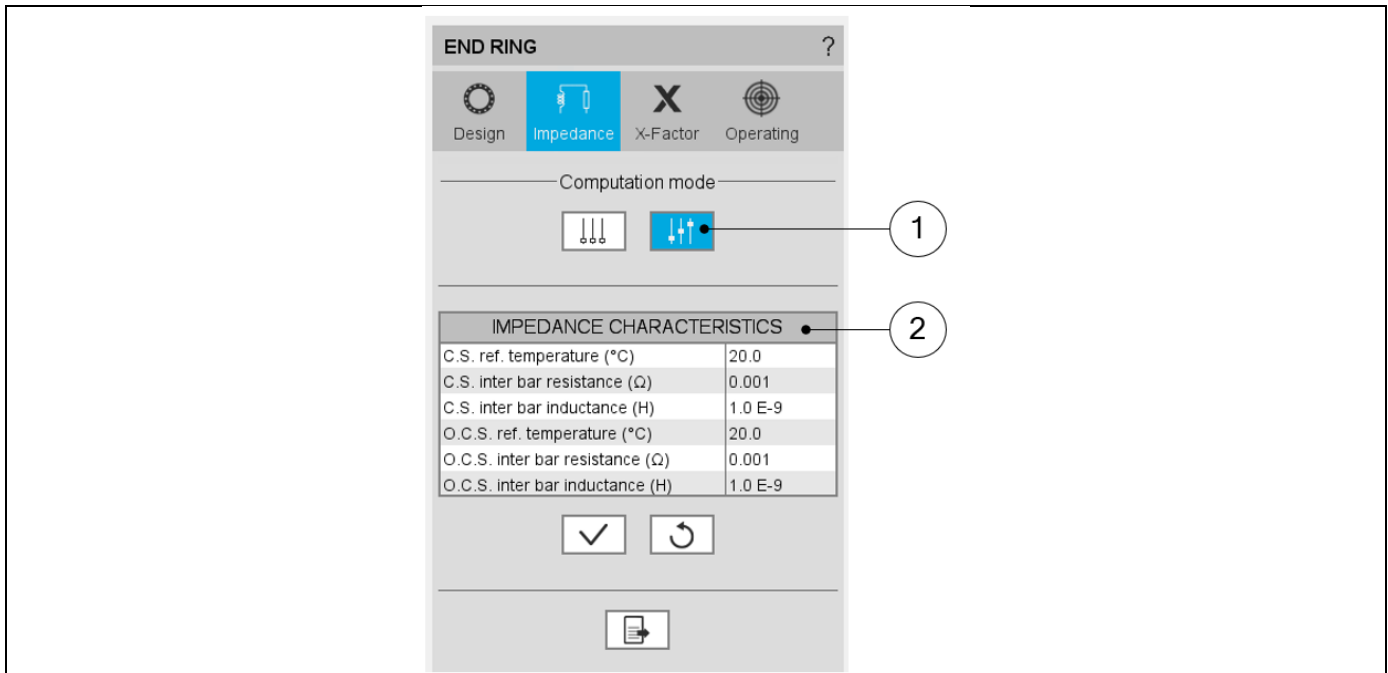 END RING ?
Design Impedance X-Factor Operating
Computation mode
1
IMPEDANCE CHARACTERISTICS
2
C.S. ref. temperature (°C) 20.0
C.S. inter bar resistance (Ω) 0.001
C.S. inter bar inductance (H) 1.0 E-9
O.C.S. ref. temperature (°C) 20.0
O.C.S. inter bar resistance (Ω) 0.001
O.C.S. inter bar inductance (H) 1.0 E-9